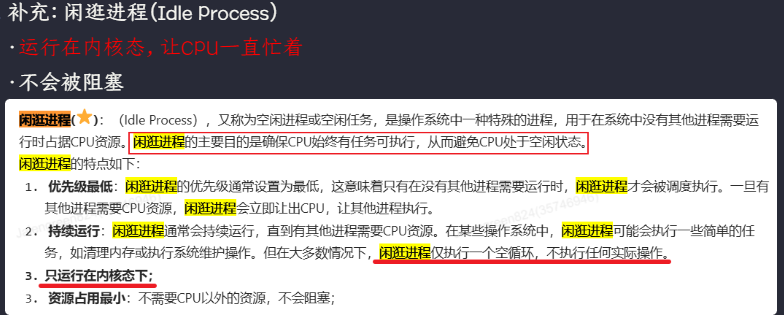 补充: 闲逛进程(Idle Process)
·运行在内核态, 让CPU一直忙着
·不会被阻塞
闲逛进程(⭐): （Idle Process），又称为空闲进程或空闲任务，是操作系统中一种特殊的进程，用于在系统中没有其他进程需要运
行时占据CPU资源。闲逛进程的主要目的是确保CPU始终有任务可执行，从而避免CPU处于空闲状态。
闲逛进程的特点如下：
1. 优先级最低：闲逛进程的优先级通常设置为最低，这意味着只有在没有其他进程需要运行时，闲逛进程才会被调度执行。一旦有
其他进程需要CPU资源，闲逛进程会立即让出CPU，让其他进程执行。
2. 持续运行：闲逛进程通常会持续运行，直到有其他进程需要CPU资源。在某些操作系统中，闲逛进程可能会执行一些简单的任
务，如清理内存或执行系统维护操作。但在大多数情况下，闲逛进程仅执行一个空循环，不执行任何实际操作。
3. 只运行在内核态下；
3. 资源占用最小：不需要CPU以外的资源，不会阻塞；